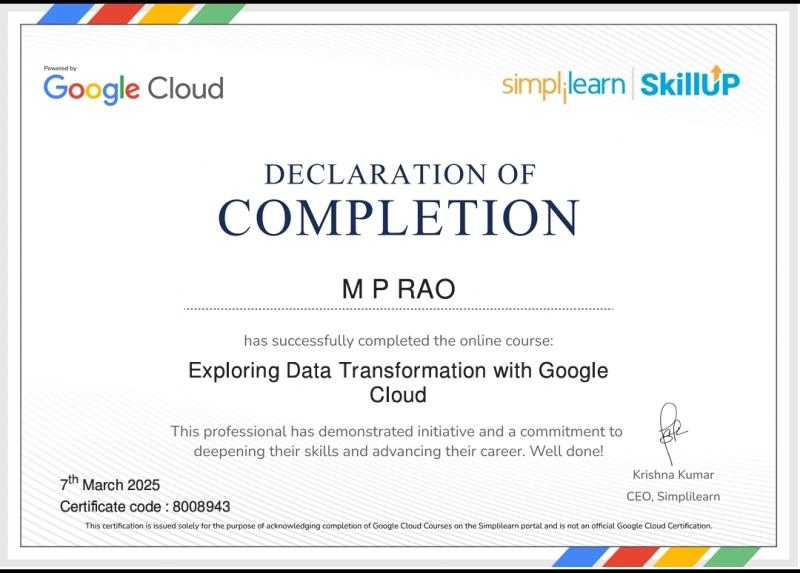 Powered by
Google Cloud
simplilearn | SkillUP
DECLARATION OF
COMPLETION
M P RAO
has successfully completed the online course:
Exploring Data Transformation with Google
Cloud
This professional has demonstrated initiative and a commitment to
deepening their skills and advancing their career. Well done!
7th March 2025
Certificate code : 8008943
Krishna Kumar
CEO, Simplilearn
This certification is issued solely for the purpose of acknowledging completion of Google Cloud Courses on the Simplilearn portal and is not an official Google Cloud Certification.